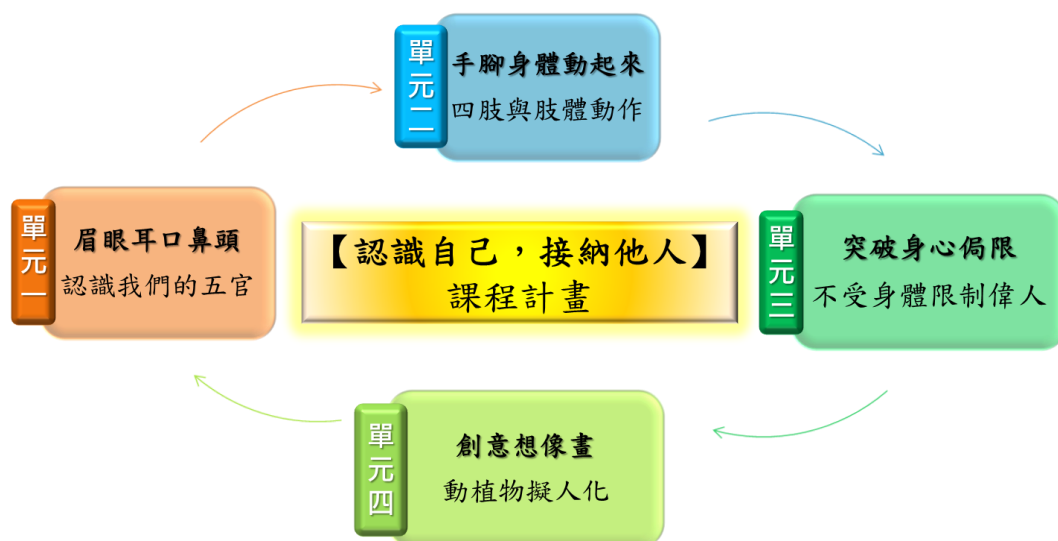 【認識自己，接納他人】
課程計畫
單元一
眉眼耳口鼻頭
認識我們的五官
單元二
手腳身體動起來
四肢與肢體動作
單元三
突破身心侷限
不受身體限制偉人
單元四
創意想像畫
動植物擬人化